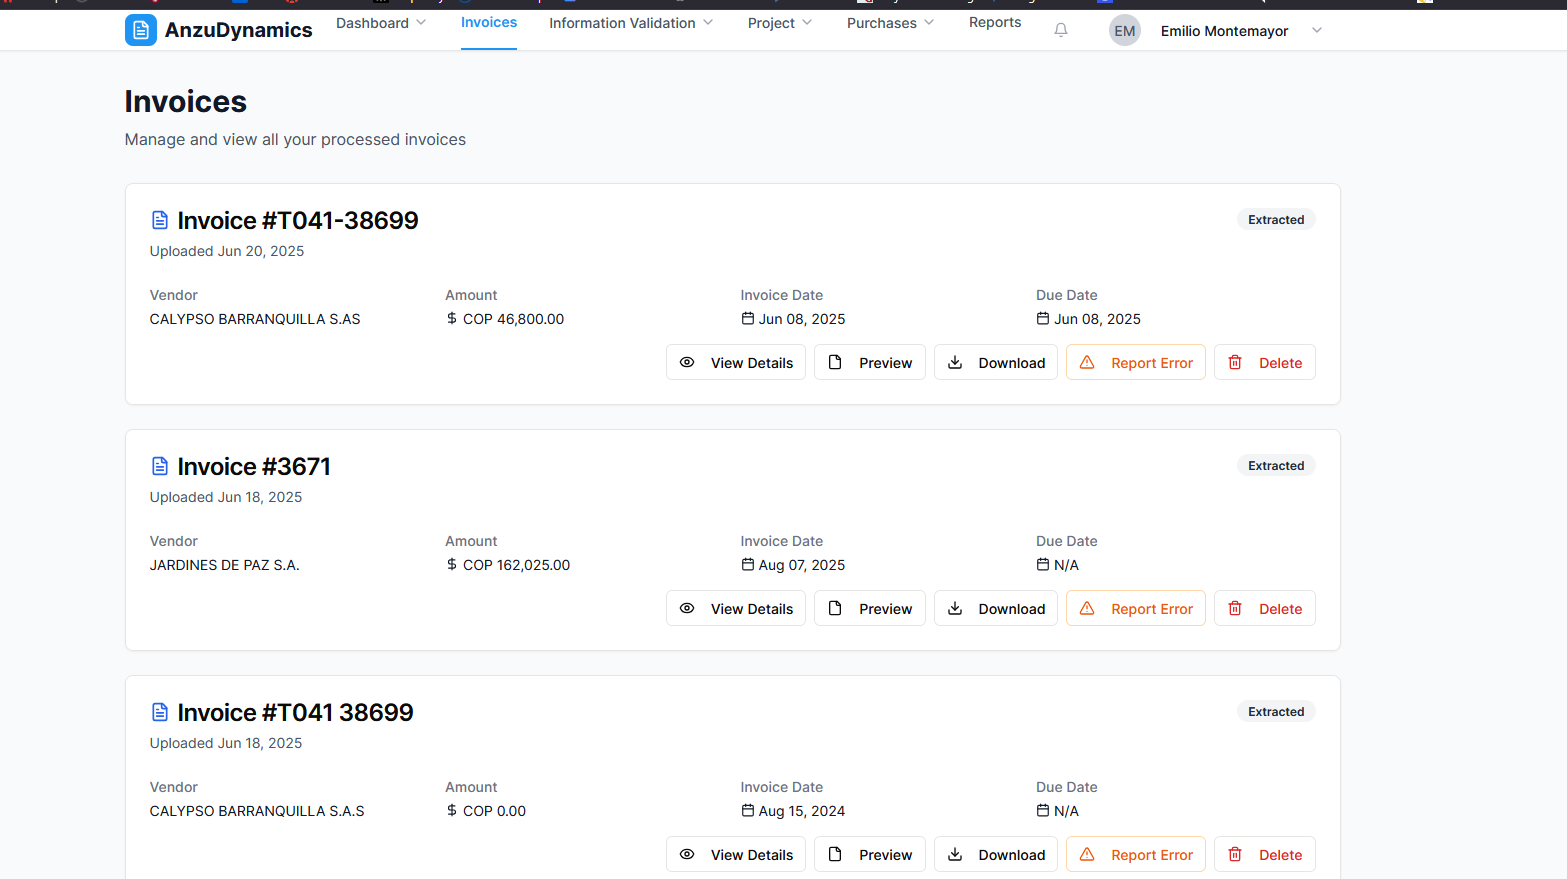 AnzuDynamics Dashboard Invoices Information Validation Project Purchases Reports EM Emilio Montemayor
Invoices
Manage and view all your processed invoices
Invoice #T041-38699 Extracted
Uploaded Jun 20, 2025
Vendor Amount Invoice Date Due Date
CALYPSO BARRANQUILLA S.AS $ COP 46,800.00 Jun 08, 2025 Jun 08, 2025
View Details Preview Download Report Error Delete
Invoice #3671 Extracted
Uploaded Jun 18, 2025
Vendor Amount Invoice Date Due Date
JARDINES DE PAZ S.A. $ COP 162,025.00 Aug 07, 2025 N/A
View Details Preview Download Report Error Delete
Invoice #T041 38699 Extracted
Uploaded Jun 18, 2025
Vendor Amount Invoice Date Due Date
CALYPSO BARRANQUILLA S.A.S $ COP 0.00 Aug 15, 2024 N/A
View Details Preview Download Report Error Delete